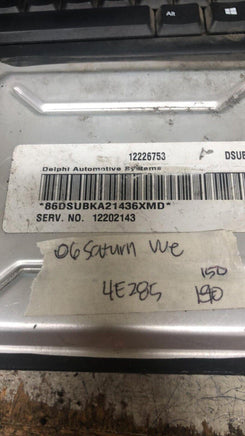 Alt
12226753 DSUB
Delphi Automotive Systems
*86DSUBKA21436XMD*
SERV. NO. 12202143
06 Saturn Vue
150
4E285 190